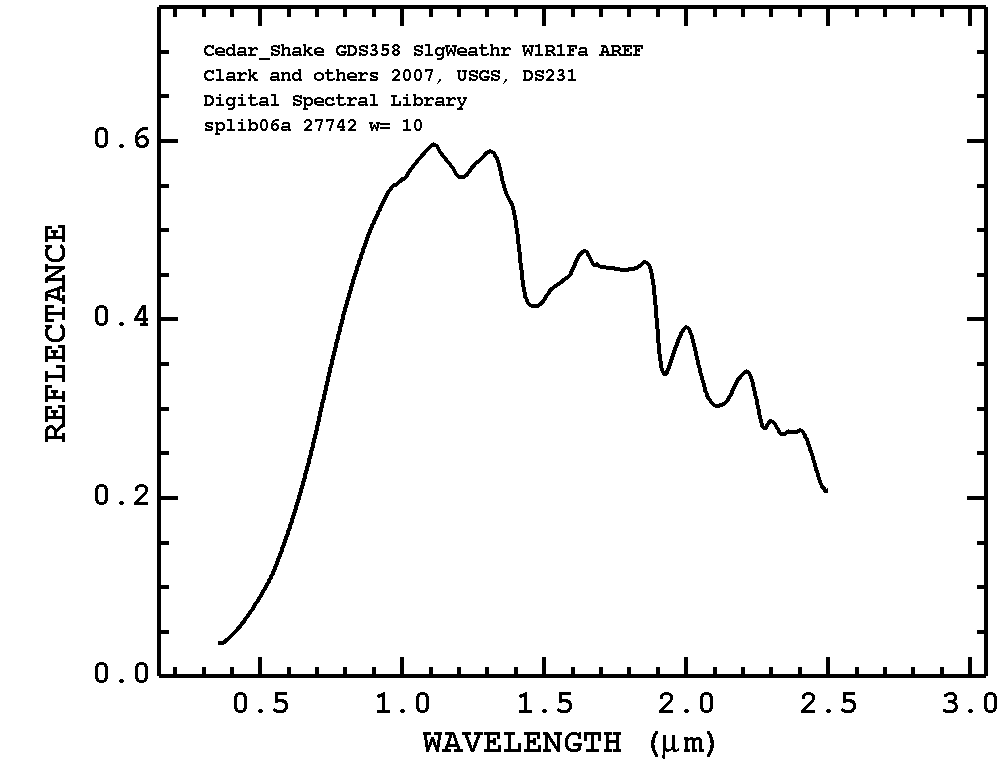 Cedar_Shake GDS358 SlgWeathr W1R1Fa AREF
Clark and others 2007, USGS, DS231
Digital Spectral Library
splib06a 27742 w= 10
0.6
0.4
0.2
0.0
REFLECTANCE
0.5 1.0 1.5 2.0 2.5 3.0
WAVELENGTH (μm)